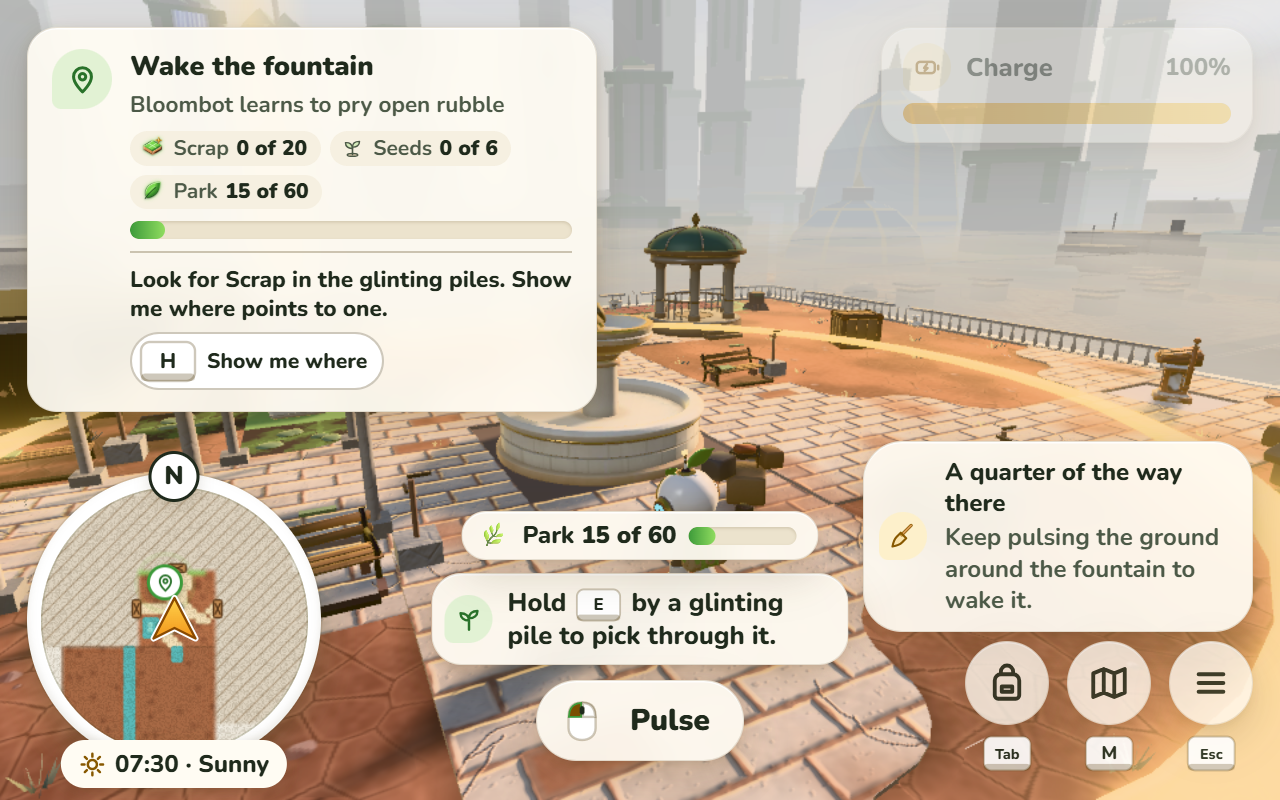 Wake the fountain
Bloombot learns to pry open rubble
Scrap 0 of 20
Seeds 0 of 6
Park 15 of 60
Look for Scrap in the glinting piles. Show
me where points to one.
H Show me where
Charge 100%
N
07:30 · Sunny
Park 15 of 60
Hold E by a glinting
pile to pick through it.
Pulse
A quarter of the way
there
Keep pulsing the ground
around the fountain to
wake it.
Tab
M
Esc